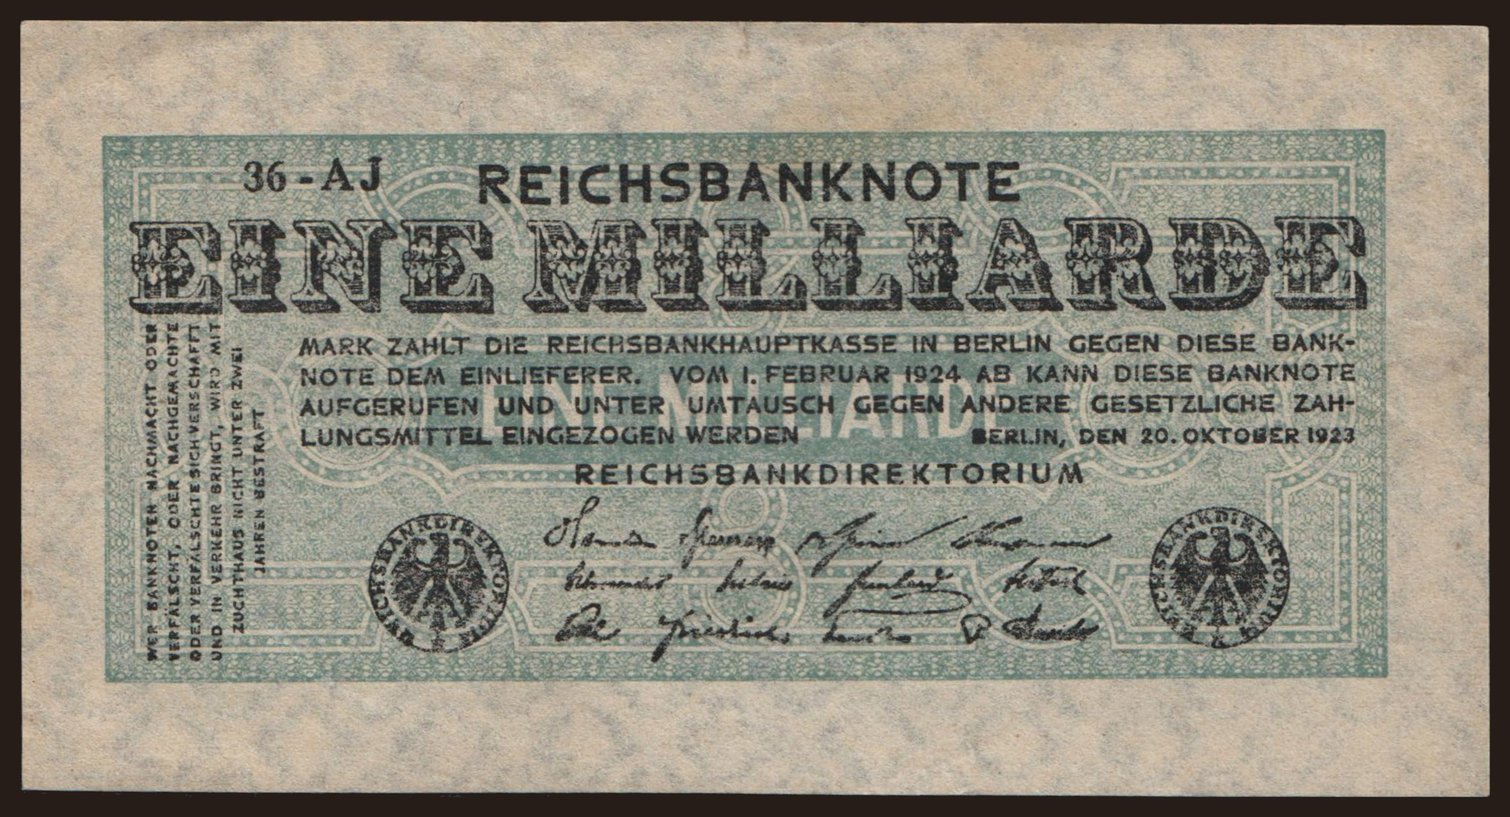 36 - AJ
REICHSBANKNOTE
EINE MILLIARDE
MARK ZAHLT DIE REICHSBANKHAUPTKASSE IN BERLIN GEGEN DIESE BANK-
NOTE DEM EINLIEFERER. VOM 1. FEBRUAR 1924 AB KANN DIESE BANKNOTE
AUFGERUFEN UND UNTER UMTAUSCH GEGEN ANDERE GESETZLICHE ZAH-
LUNGSMITTEL EINGEZOGEN WERDEN BERLIN, DEN 20. OKTOBER 1923
REICHSBANKDIREKTORIUM
WER BANKNOTEN NACHMACHT ODER
VERFÄLSCHT, ODER NACHGEMACHTE
ODER VERFÄLSCHTE SICH VERSCHAFFT
UND IN VERKEHR BRINGT, WIRD MIT
ZUCHTHAUS NICHT UNTER ZWEI
JAHREN BESTRAFT
REICHSBANKDIREKTORIUM
REICHSBANKDIREKTORIUM